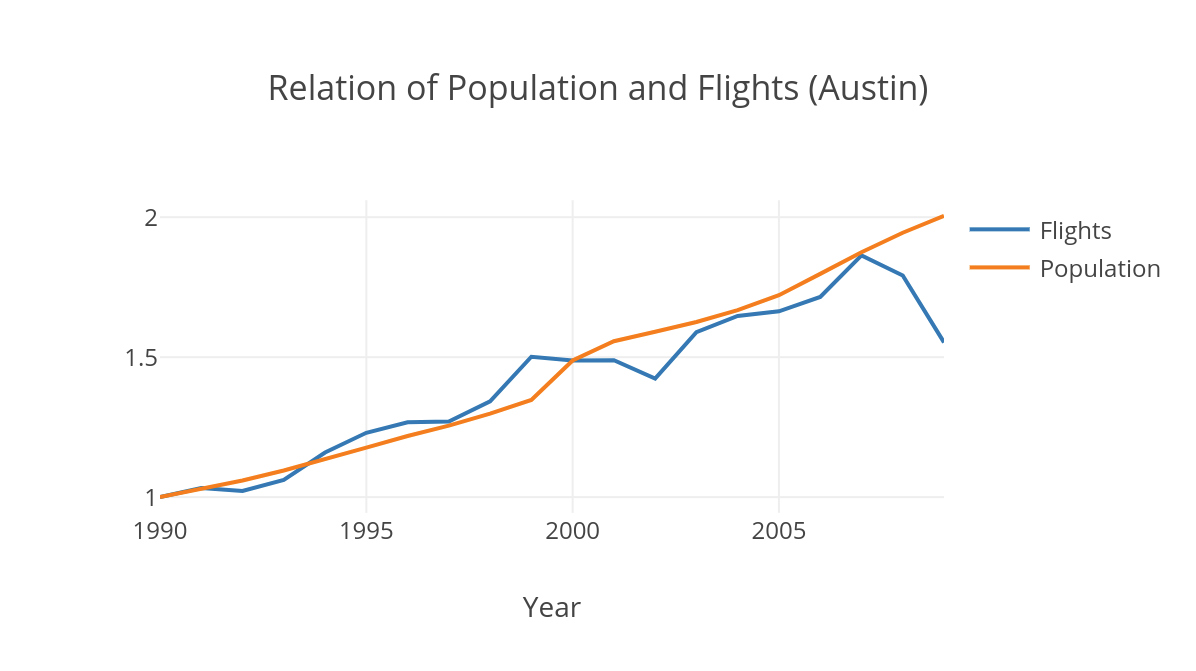 Relation of Population and Flights (Austin)
2
1.5
1
1990 1995 2000 2005
Year
Flights
Population